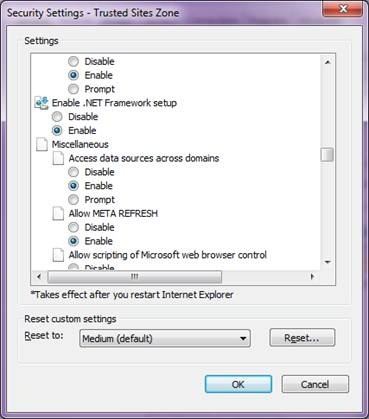 Security Settings - Trusted Sites Zone
Settings
Disable
Enable
Prompt
Enable .NET Framework setup
Disable
Enable
Miscellaneous
Access data sources across domains
Disable
Enable
Prompt
Allow META REFRESH
Disable
Enable
Allow scripting of Microsoft web browser control
Disable
*Takes effect after you restart Internet Explorer
Reset custom settings
Reset to: Medium (default) Reset...
OK Cancel